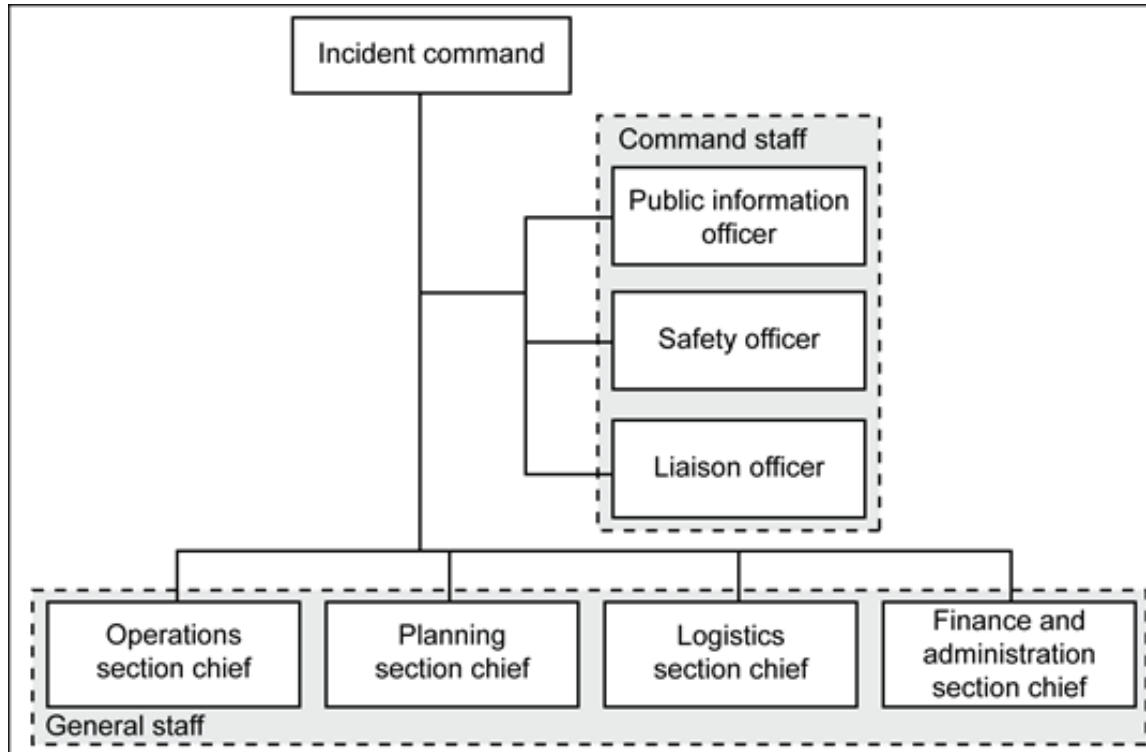 Incident command
Command staff
Public information
officer
Safety officer
Liaison officer
Operations
section chief
Planning
section chief
Logistics
section chief
Finance and
administration
section chief
General staff